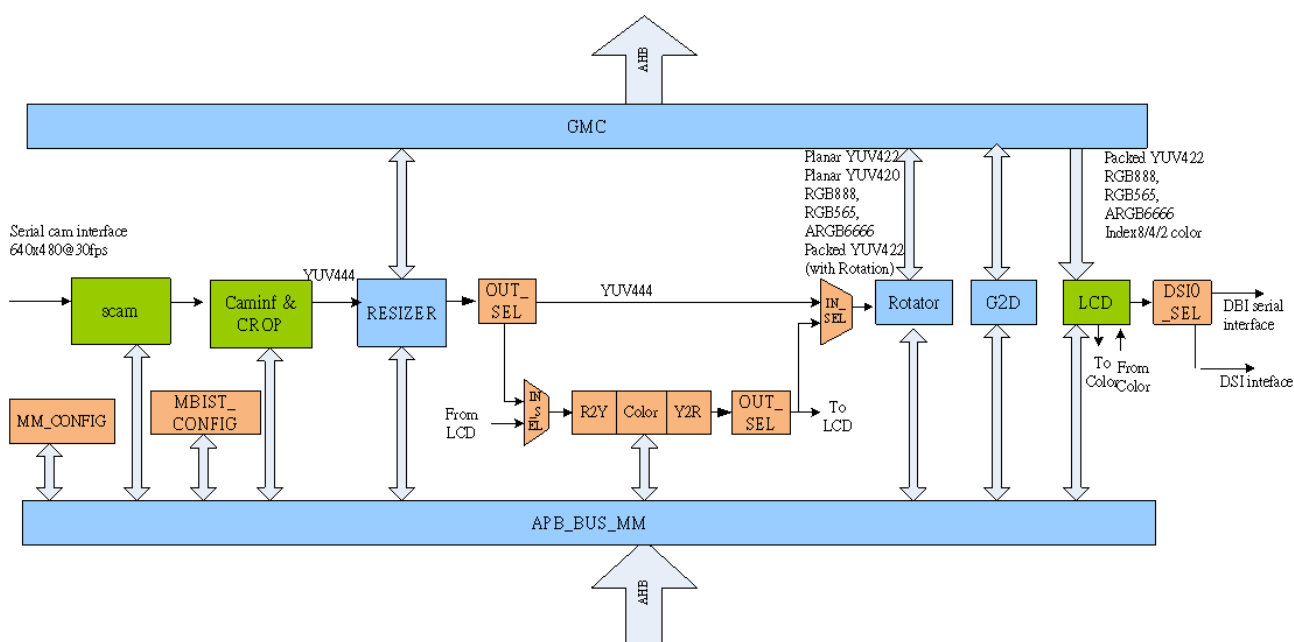 AHB
GMC
Planar YUV422
Planar YUV420
RGB888,
RGB565,
ARGB6666
Packed YUV422
(with Rotation)
Packed YUV422
RGB888,
RGB565,
ARGB6666
Index8/4/2 color
Serial cam interface
640x480@30fps
scam
Caminf &
CROP
YUV444
RESIZER
OUT_
SEL
YUV444
IN_
SEL
Rotator
G2D
LCD
DSI0
_SEL
DBI serial
interface
To
Color
From
Color
DSI inteface
MM_CONFIG
MBIST_
CONFIG
From
LCD
IN
_S
EL
R2Y
Color
Y2R
OUT_
SEL
To
LCD
APB_BUS_MM
AHB